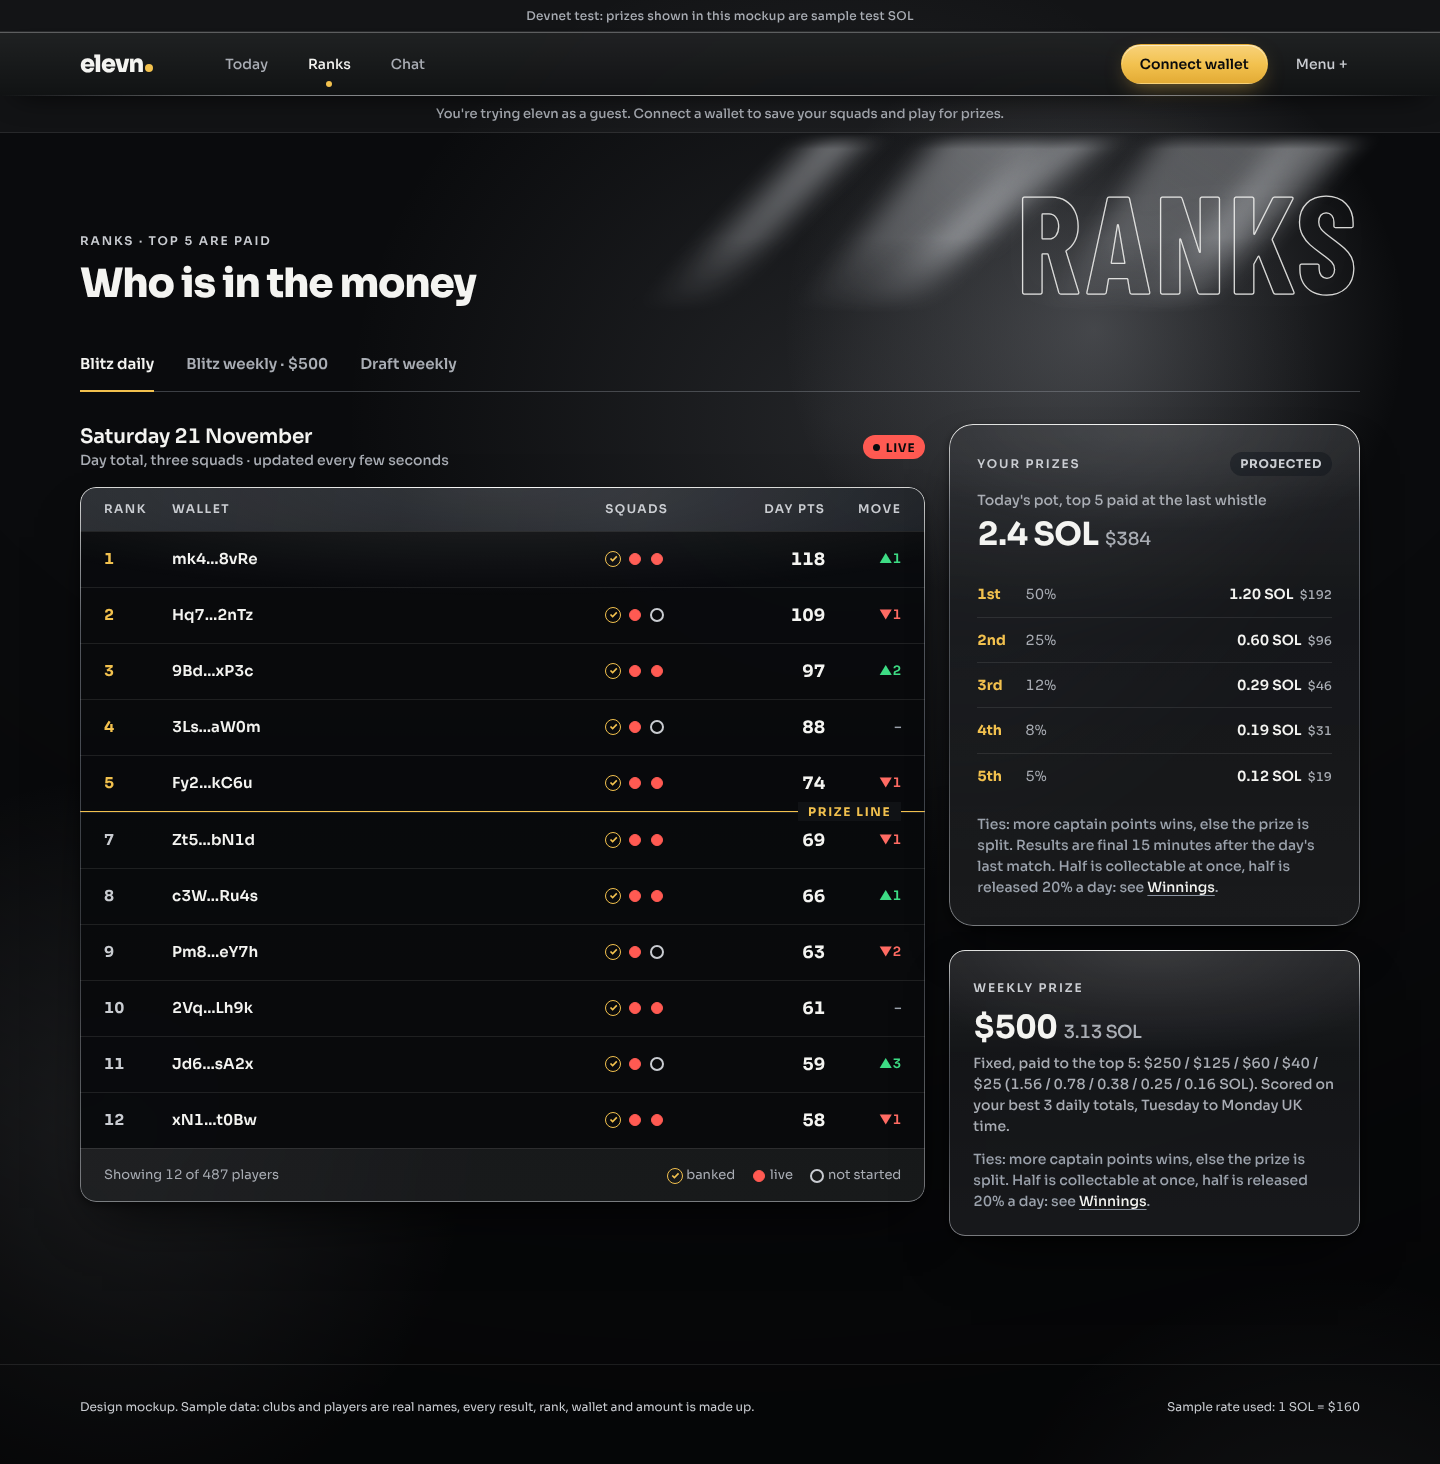 Devnet test: prizes shown in this mockup are sample test SOL
elevn.
Today
Ranks
Chat
Connect wallet
Menu +
You're trying elevn as a guest. Connect a wallet to save your squads and play for prizes.
RANKS
RANKS · TOP 5 ARE PAID
Who is in the money
Blitz daily
Blitz weekly · $500
Draft weekly
Saturday 21 November
Day total, three squads · updated every few seconds
LIVE
RANK WALLET SQUADS DAY PTS MOVE
1 mk4...8vRe 118 ▲1
2 Hq7...2nTz 109 ▼1
3 9Bd...xP3c 97 ▲2
4 3Ls...aW0m 88 –
5 Fy2...kC6u 74 ▼1
PRIZE LINE
7 Zt5...bN1d 69 ▼1
8 c3W...Ru4s 66 ▲1
9 Pm8...eY7h 63 ▼2
10 2Vq...Lh9k 61 –
11 Jd6...sA2x 59 ▲3
12 xN1...t0Bw 58 ▼1
Showing 12 of 487 players
banked live not started
YOUR PRIZES
PROJECTED
Today's pot, top 5 paid at the last whistle
2.4 SOL $384
1st 50% 1.20 SOL $192
2nd 25% 0.60 SOL $96
3rd 12% 0.29 SOL $46
4th 8% 0.19 SOL $31
5th 5% 0.12 SOL $19
Ties: more captain points wins, else the prize is
split. Results are final 15 minutes after the day's
last match. Half is collectable at once, half is
released 20% a day: see Winnings.
WEEKLY PRIZE
$500 3.13 SOL
Fixed, paid to the top 5: $250 / $125 / $60 / $40 /
$25 (1.56 / 0.78 / 0.38 / 0.25 / 0.16 SOL). Scored on
your best 3 daily totals, Tuesday to Monday UK
time.
Ties: more captain points wins, else the prize is
split. Half is collectable at once, half is released
20% a day: see Winnings.
Design mockup. Sample data: clubs and players are real names, every result, rank, wallet and amount is made up.
Sample rate used: 1 SOL = $160